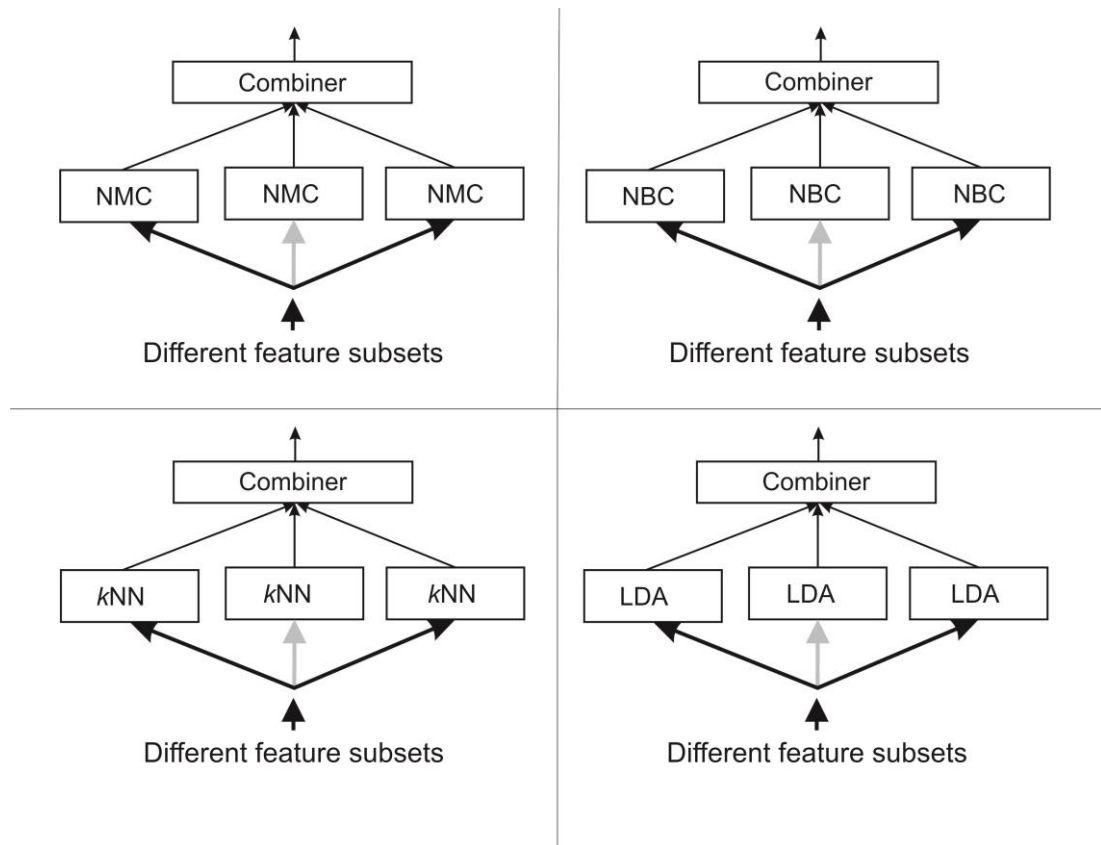 Combiner
NMC NMC NMC
Different feature subsets
Combiner
NBC NBC NBC
Different feature subsets
Combiner
kNN kNN kNN
Different feature subsets
Combiner
LDA LDA LDA
Different feature subsets